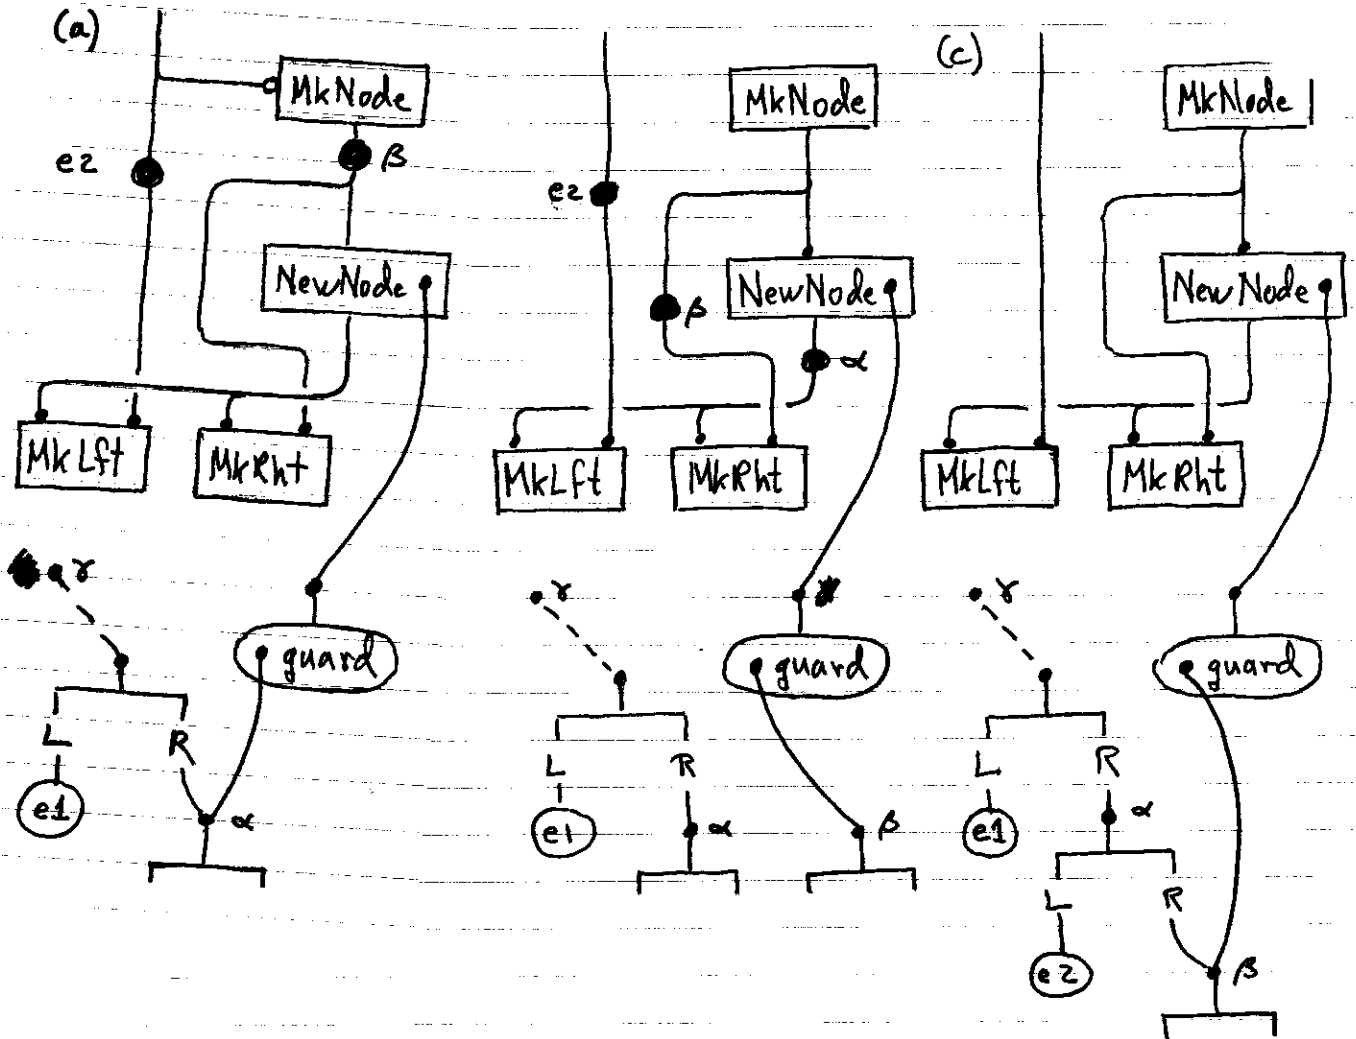 (a)
MkNode
e2
β
NewNode
MkLft
MkRht
γ
guard
L
R
e1
α
MkNode
e2
NewNode
β
α
MkLft
MkRht
γ
guard
L
R
e1
α
β
(c)
MkNode
NewNode
MkLft
MkRht
γ
guard
L
R
e1
α
L
R
e2
β